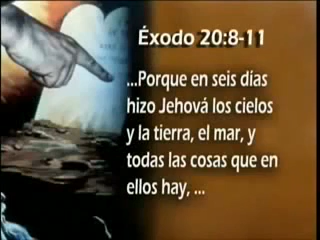 Éxodo 20:8-11
...Porque en seis días
hizo Jehová los cielos
y la tierra, el mar, y
todas las cosas que en
ellos hay, ...